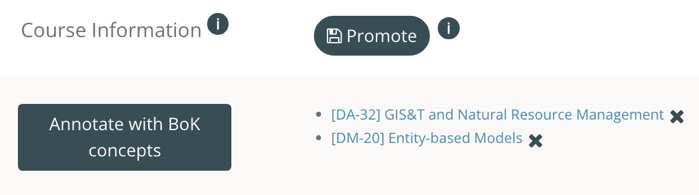 Course Information i
Promote i
Annotate with BoK
concepts
• [DA-32] GIS&T and Natural Resource Management ✖
• [DM-20] Entity-based Models ✖